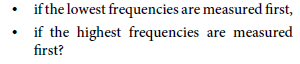 • if the lowest frequencies are measured first,
• if the highest frequencies are measured
first?